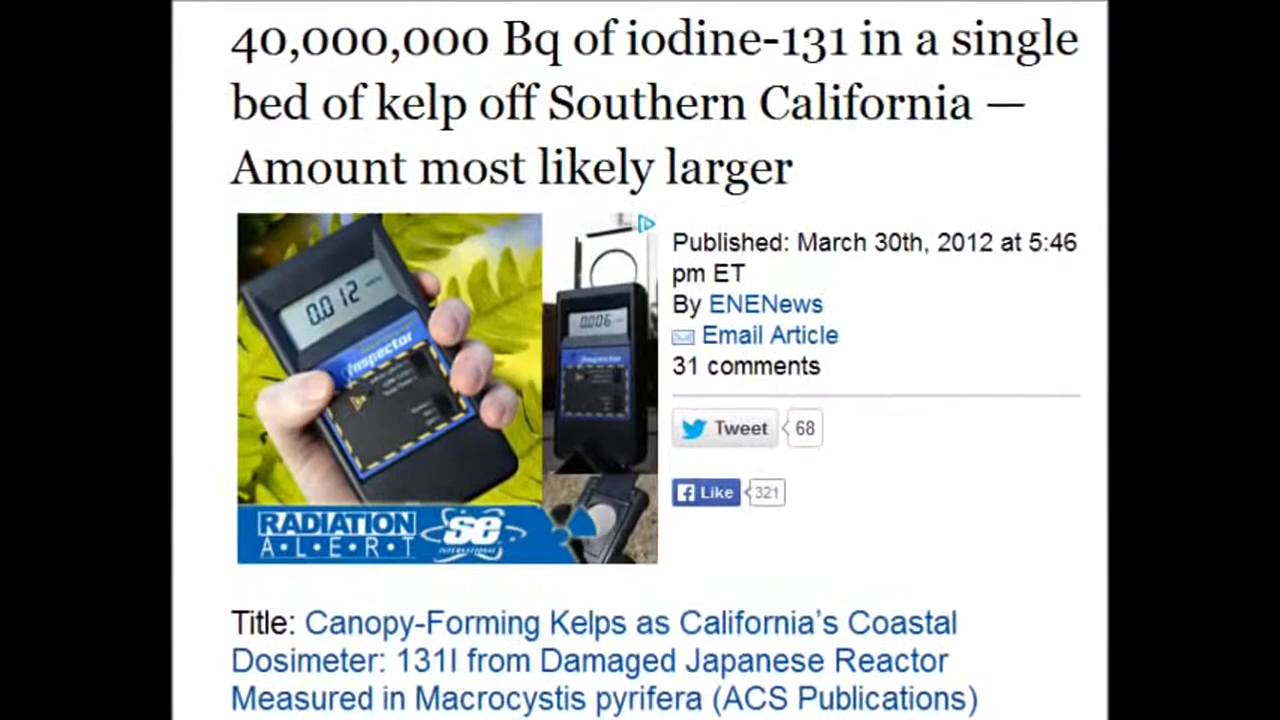 40,000,000 Bq of iodine-131 in a single
bed of kelp off Southern California —
Amount most likely larger
Published: March 30th, 2012 at 5:46
pm ET
By ENENews
Email Article
31 comments
Tweet 68
Like 321
0.012
Inspector
0.006
Inspector
RADIATION
A•L•E•R•T
se
INTERNATIONAL
Title: Canopy-Forming Kelps as California's Coastal
Dosimeter: 131I from Damaged Japanese Reactor
Measured in Macrocystis pyrifera (ACS Publications)